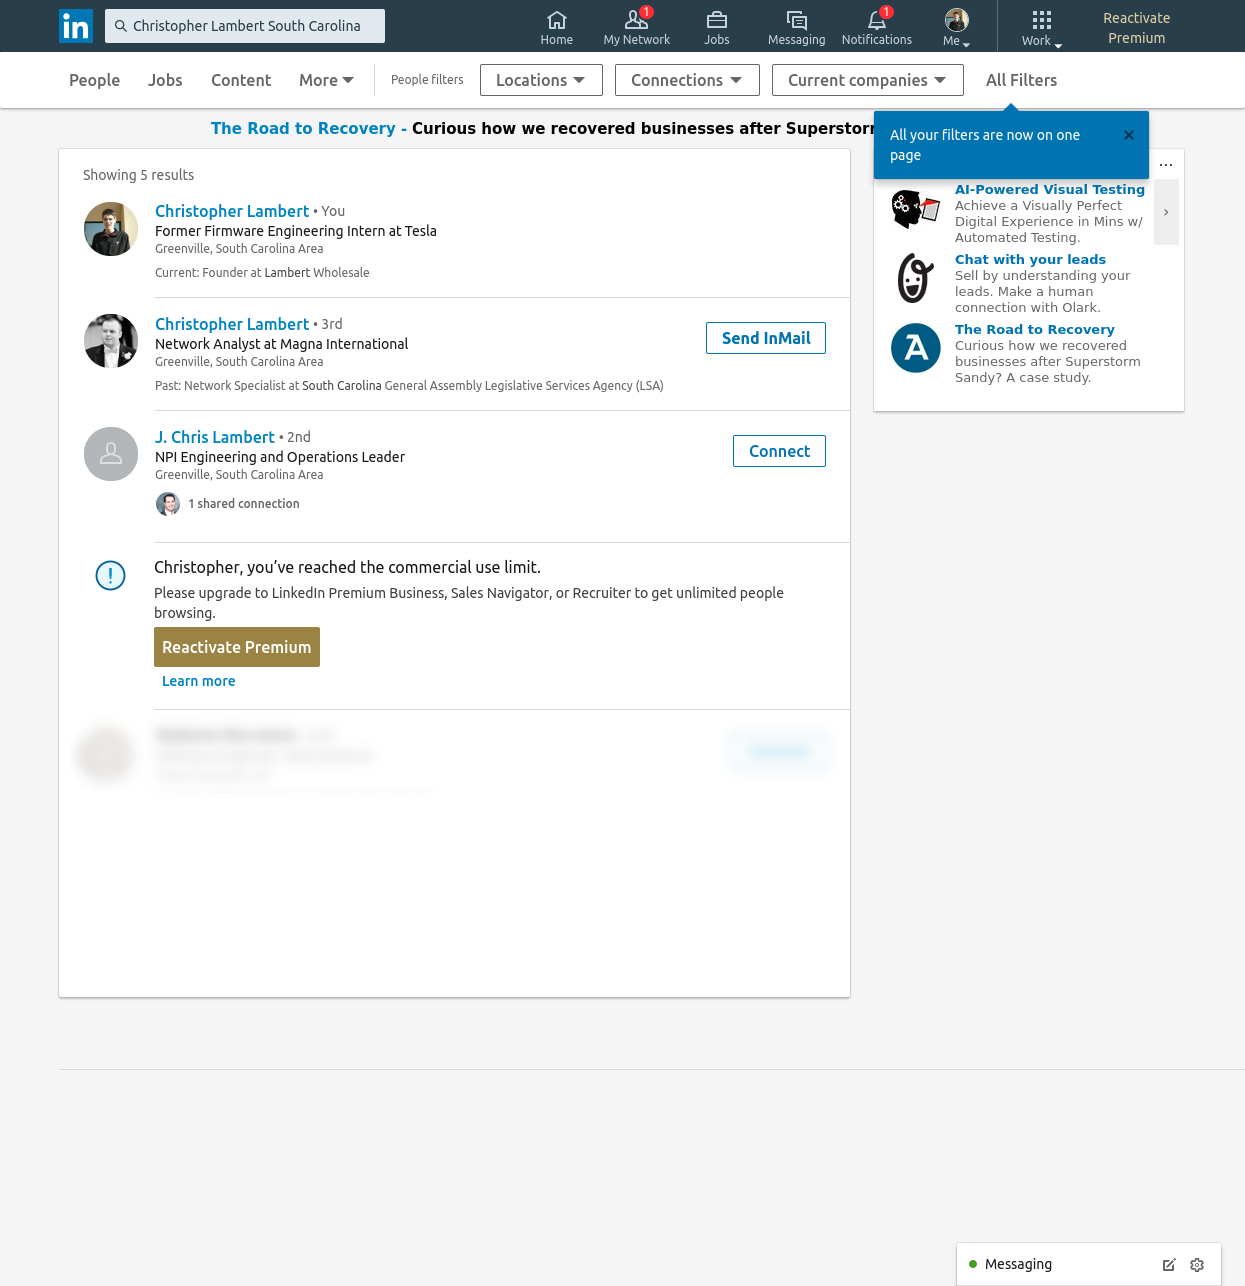 in
Christopher Lambert South Carolina
Home
1
My Network
Jobs
Messaging
1
Notifications
Me
Work
Reactivate
Premium
People
Jobs
Content
More
People filters
Locations
Connections
Current companies
All Filters
The Road to Recovery - Curious how we recovered businesses after Superstorm
All your filters are now on one
page
Showing 5 results
Christopher Lambert • You
Former Firmware Engineering Intern at Tesla
Greenville, South Carolina Area
Current: Founder at Lambert Wholesale
Christopher Lambert • 3rd
Network Analyst at Magna International
Greenville, South Carolina Area
Past: Network Specialist at South Carolina General Assembly Legislative Services Agency (LSA)
Send InMail
J. Chris Lambert • 2nd
NPI Engineering and Operations Leader
Greenville, South Carolina Area
1 shared connection
Connect
Christopher, you’ve reached the commercial use limit.
Please upgrade to LinkedIn Premium Business, Sales Navigator, or Recruiter to get unlimited people
browsing.
Reactivate Premium
Learn more
AI-Powered Visual Testing
Achieve a Visually Perfect
Digital Experience in Mins w/
Automated Testing.
Chat with your leads
Sell by understanding your
leads. Make a human
connection with Olark.
A
The Road to Recovery
Curious how we recovered
businesses after Superstorm
Sandy? A case study.
Messaging